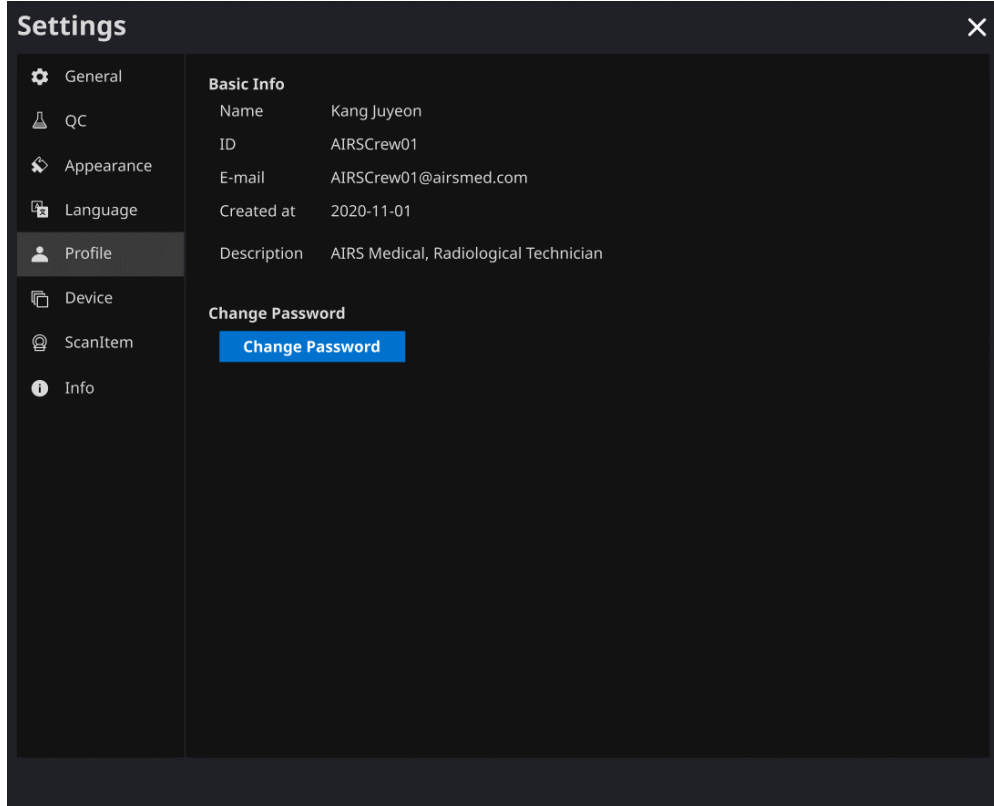 Settings
General
QC
Appearance
Language
Profile
Device
ScanItem
Info
Basic Info
Name Kang Juyeon
ID AIRSCrew01
E-mail AIRSCrew01@airsmed.com
Created at 2020-11-01
Description AIRS Medical, Radiological Technician
Change Password
Change Password